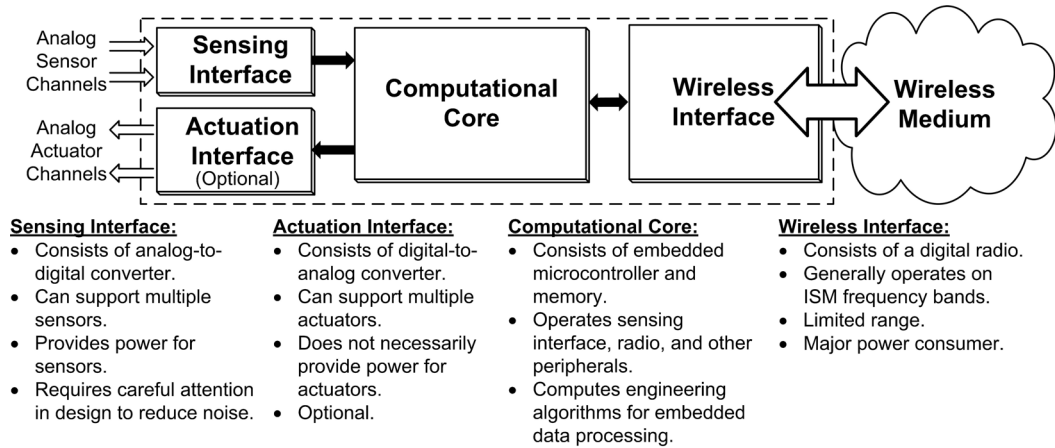 Analog
Sensor
Channels
Sensing
Interface
Analog
Actuator
Channels
Actuation
Interface
(Optional)
Computational
Core
Wireless
Interface
Wireless
Medium
Sensing Interface:
• Consists of analog-to-
digital converter.
• Can support multiple
sensors.
• Provides power for
sensors.
• Requires careful attention
in design to reduce noise.
Actuation Interface:
• Consists of digital-to-
analog converter.
• Can support multiple
actuators.
• Does not necessarily
provide power for
actuators.
• Optional.
Computational Core:
• Consists of embedded
microcontroller and
memory.
• Operates sensing
interface, radio, and other
peripherals.
• Computes engineering
algorithms for embedded
data processing.
Wireless Interface:
• Consists of a digital radio.
• Generally operates on
ISM frequency bands.
• Limited range.
• Major power consumer.